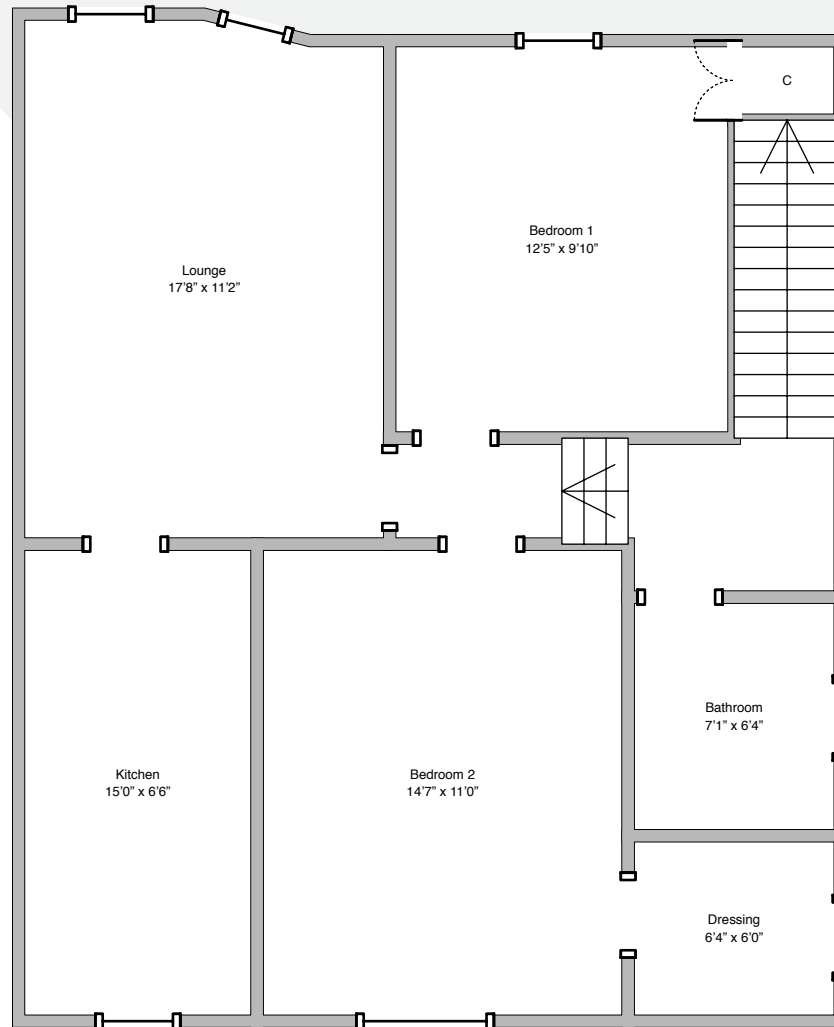 C
Bedroom 1
12’5” x 9’10”
Lounge
17’8” x 11’2”
Bathroom
7’1” x 6’4”
Kitchen
15’0” x 6’6”
Bedroom 2
14’7” x 11’0”
Dressing
6’4” x 6’0”